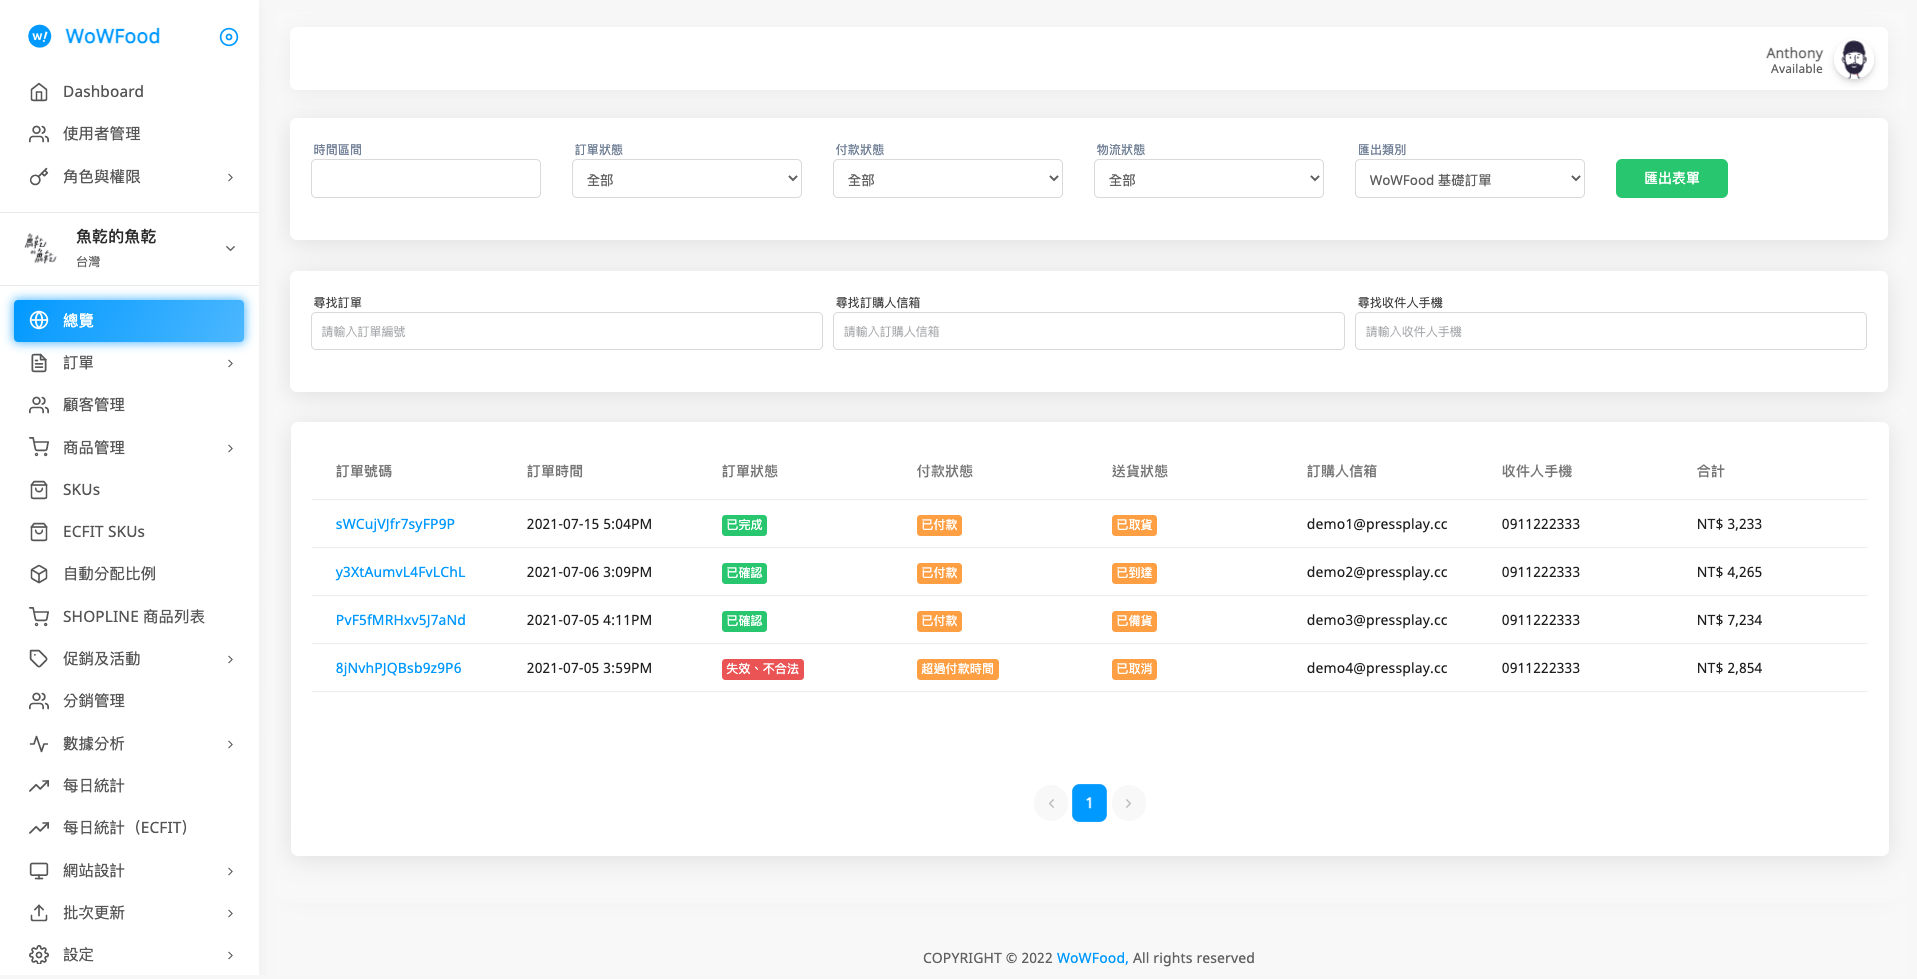 w! WoWFood
Dashboard
使用者管理
角色與權限
魚乾的魚乾
台灣
總覽
訂單
顧客管理
商品管理
SKUs
ECFIT SKUs
自動分配比例
SHOPLINE 商品列表
促銷及活動
分銷管理
數據分析
每日統計
每日統計（ECFIT）
網站設計
批次更新
設定
Anthony
Available
時間區間 訂單狀態 付款狀態 物流狀態 匯出類別
全部 全部 全部 WoWFood 基礎訂單 匯出表單
尋找訂單 尋找訂購人信箱 尋找收件人手機
請輸入訂單編號 請輸入訂購人信箱 請輸入收件人手機
訂單號碼 訂單時間 訂單狀態 付款狀態 送貨狀態 訂購人信箱 收件人手機 合計
sWCujVJfr7syFP9P 2021-07-15 5:04PM 已完成 已付款 已取貨 demo1@pressplay.cc 0911222333 NT$ 3,233
y3XtAumvL4FvLChL 2021-07-06 3:09PM 已確認 已付款 已到達 demo2@pressplay.cc 0911222333 NT$ 4,265
PvF5fMRHxv5J7aNd 2021-07-05 4:11PM 已確認 已付款 已備貨 demo3@pressplay.cc 0911222333 NT$ 7,234
8jNvhPJQBsb9z9P6 2021-07-05 3:59PM 失效、不合法 超過付款時間 已取消 demo4@pressplay.cc 0911222333 NT$ 2,854
1
COPYRIGHT © 2022 WoWFood, All rights reserved